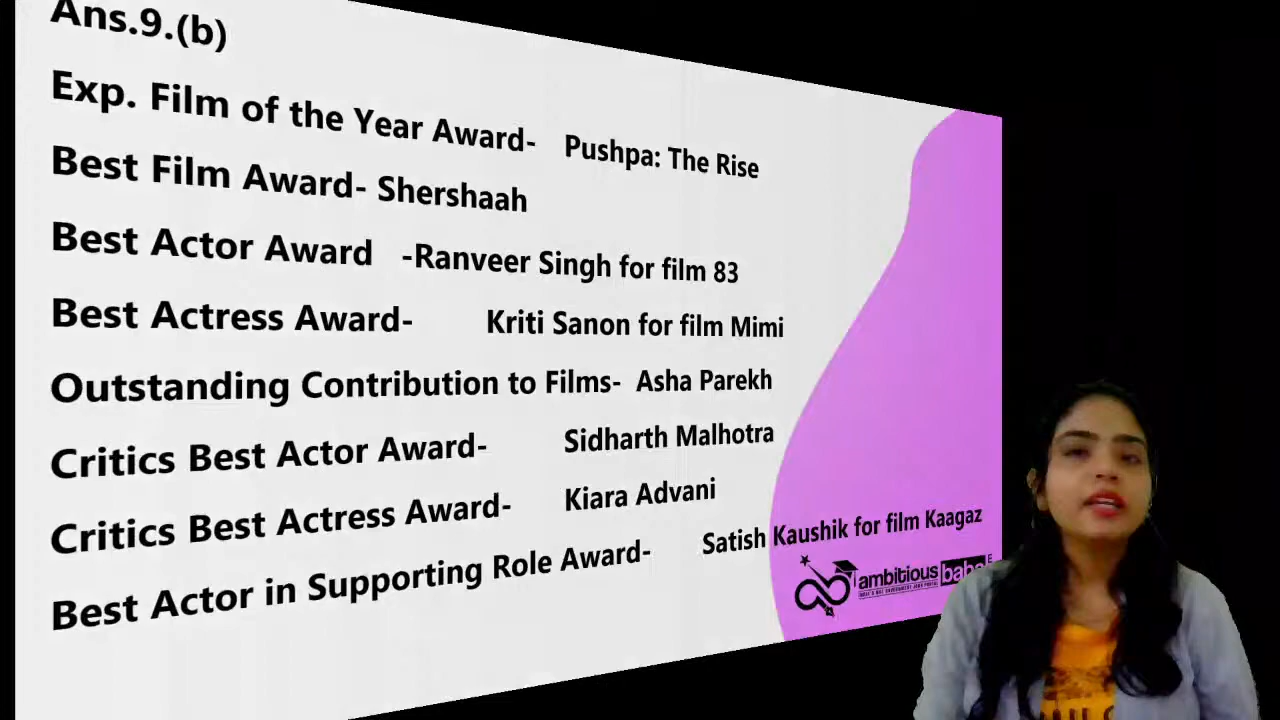 Ans.9.(b)
Exp. Film of the Year Award- Pushpa: The Rise
Best Film Award- Shershaah
Best Actor Award -Ranveer Singh for film 83
Best Actress Award- Kriti Sanon for film Mimi
Outstanding Contribution to Films- Asha Parekh
Critics Best Actor Award- Sidharth Malhotra
Critics Best Actress Award- Kiara Advani
Best Actor in Supporting Role Award- Satish Kaushik for film Kaagaz
ambitious